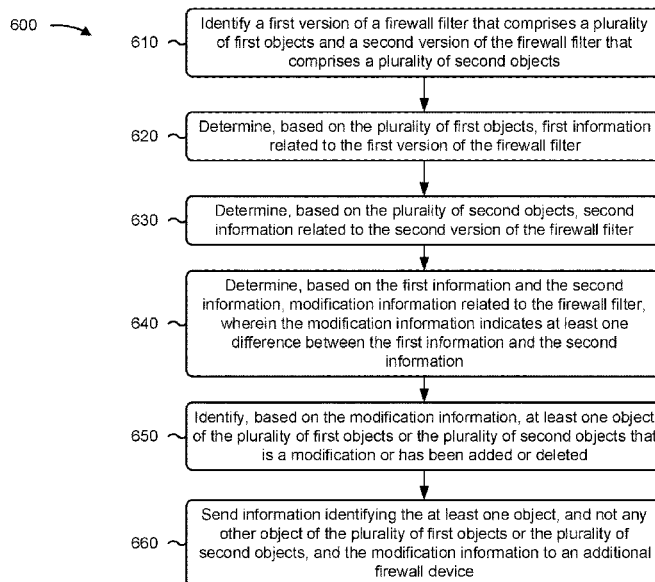 600
610
Identify a first version of a firewall filter that comprises a plurality
of first objects and a second version of the firewall filter that
comprises a plurality of second objects
620
Determine, based on the plurality of first objects, first information
related to the first version of the firewall filter
630
Determine, based on the plurality of second objects, second
information related to the second version of the firewall filter
640
Determine, based on the first information and the second
information, modification information related to the firewall filter,
wherein the modification information indicates at least one
difference between the first information and the second
information
650
Identify, based on the modification information, at least one object
of the plurality of first objects or the plurality of second objects that
is a modification or has been added or deleted
660
Send information identifying the at least one object, and not any
other object of the plurality of first objects or the plurality of
second objects, and the modification information to an additional
firewall device